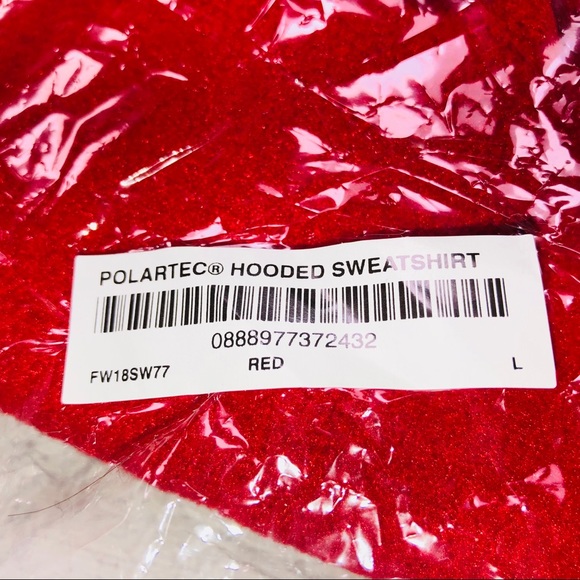 POLARTEC® HOODED SWEATSHIRT
0888977372432
FW18SW77 RED L